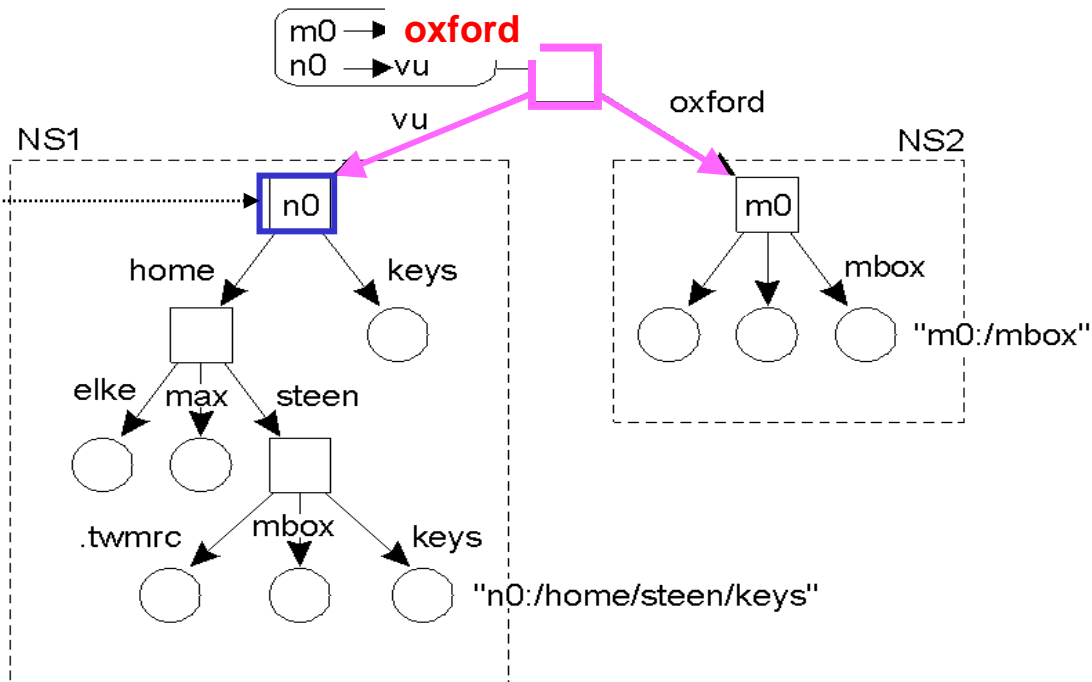 m0 oxford
n0 vu
vu
oxford
NS1
NS2
n0
m0
home
keys
mbox
"m0:/mbox"
elke
max
steen
.twmrc
mbox
keys
"n0:/home/steen/keys"